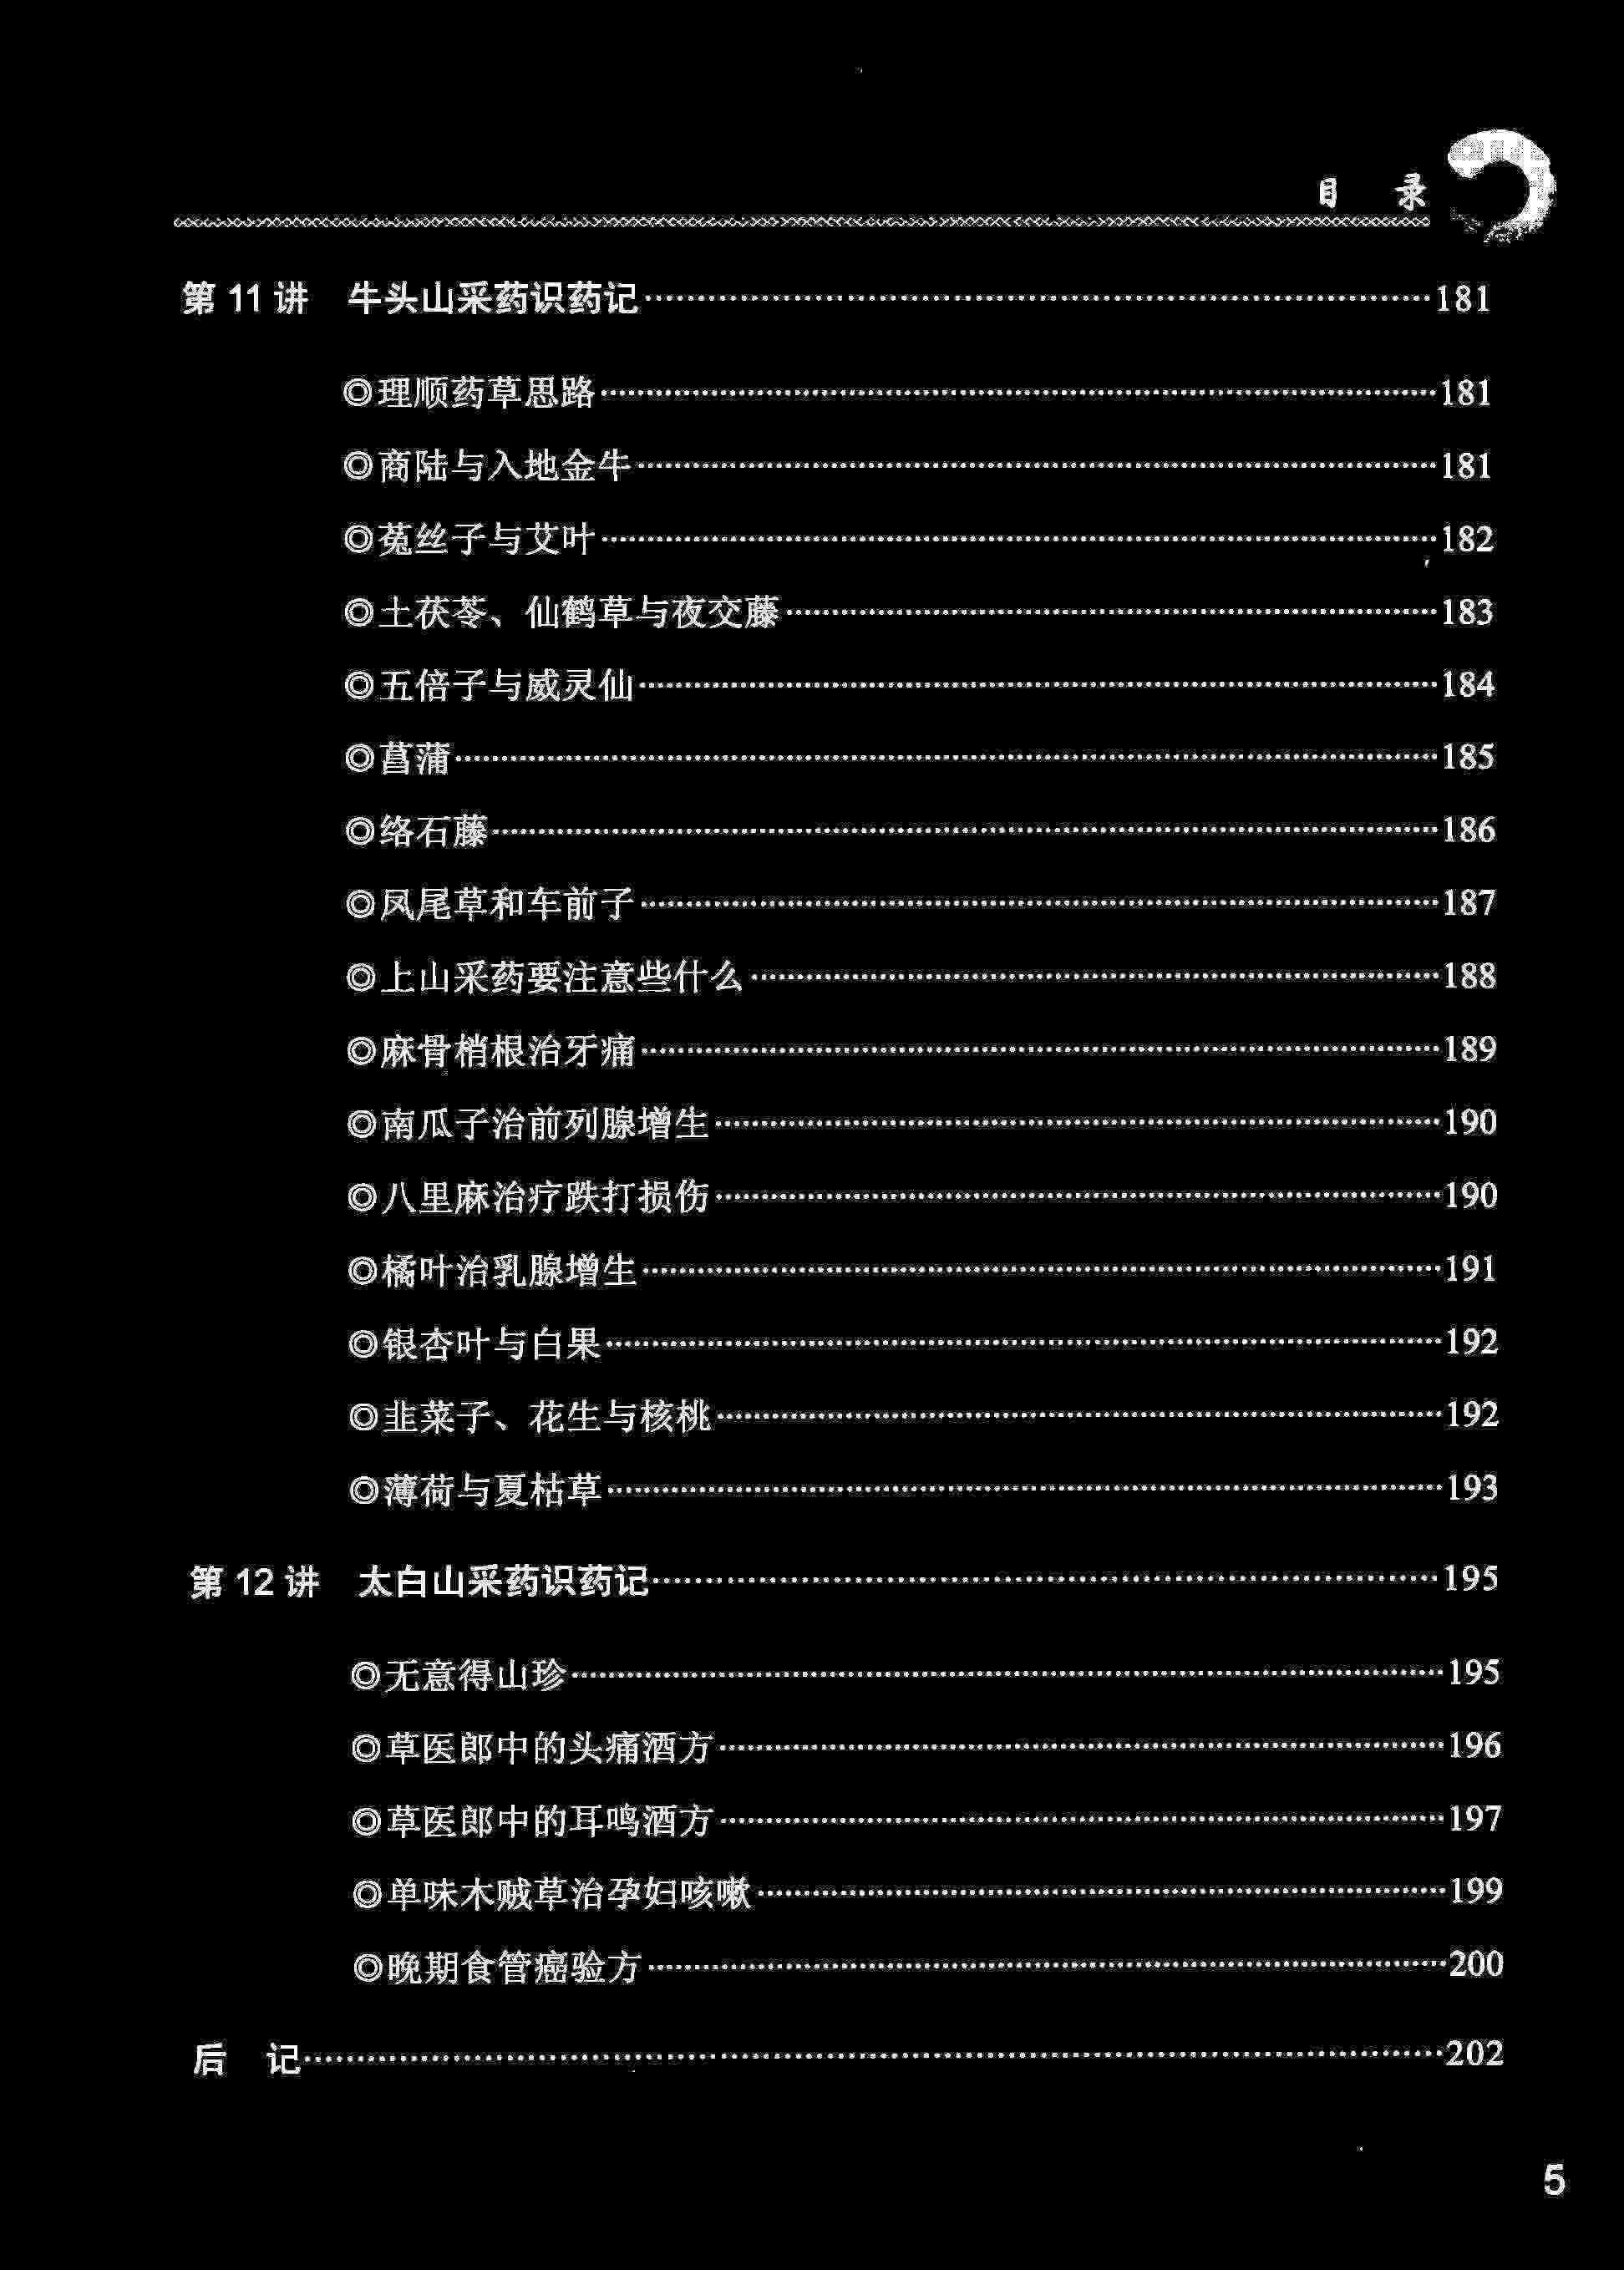 目 录
第 11 讲 牛头山采药识药记……181
◎理顺药草思路……181
◎商陆与入地金牛……181
◎菟丝子与艾叶……182
◎土茯苓、仙鹤草与夜交藤……183
◎五倍子与威灵仙……184
◎菖蒲……185
◎络石藤……186
◎凤尾草和车前子……187
◎上山采药要注意些什么……188
◎麻骨梢根治牙痛……189
◎南瓜子治前列腺增生……190
◎八里麻治疗跌打损伤……190
◎橘叶治乳腺增生……191
◎银杏叶与白果……192
◎韭菜子、花生与核桃……192
◎薄荷与夏枯草……193
第 12 讲 太白山采药识药记……195
◎无意得山珍……195
◎草医郎中的头痛酒方……196
◎草医郎中的耳鸣酒方……197
◎单味木贼草治孕妇咳嗽……199
◎晚期食管癌验方……200
后 记……202
5